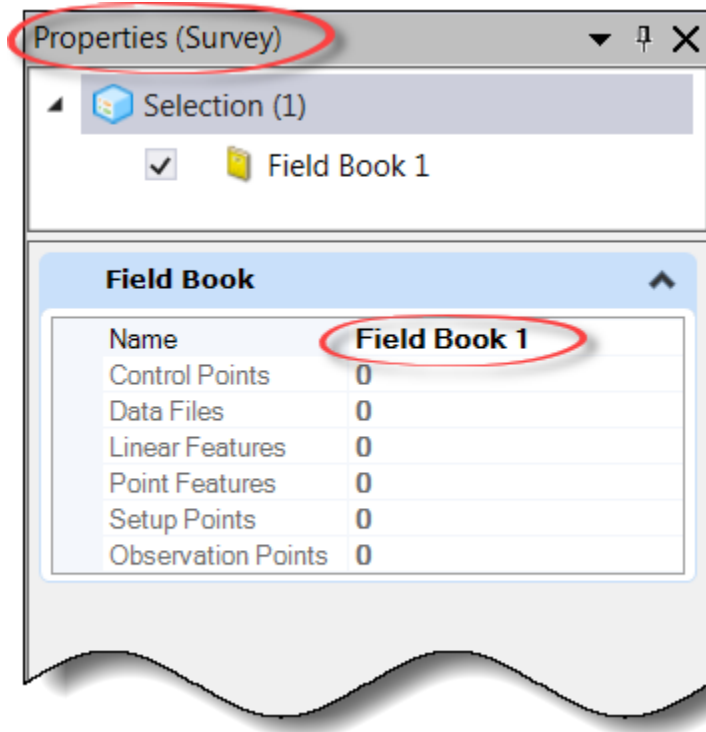 Properties (Survey)
Selection (1)
Field Book 1
Field Book
Name Field Book 1
Control Points 0
Data Files 0
Linear Features 0
Point Features 0
Setup Points 0
Observation Points 0